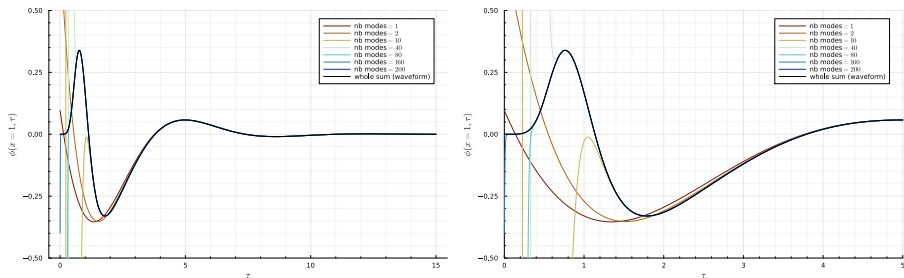 0.50
0.25
0.00
-0.25
-0.50
ϕ(x = 1, τ)
nb modes = 1
nb modes = 2
nb modes = 10
nb modes = 40
nb modes = 80
nb modes = 160
nb modes = 200
whole sum (waveform)
0 5 10 15
τ
0.50
0.25
0.00
-0.25
-0.50
ϕ(x = 1, τ)
nb modes = 1
nb modes = 2
nb modes = 10
nb modes = 40
nb modes = 80
nb modes = 160
nb modes = 200
whole sum (waveform)
0 1 2 3 4 5
τ